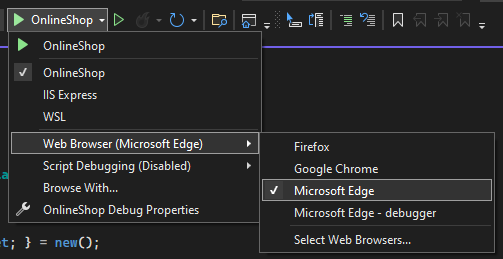 OnlineShop
OnlineShop
OnlineShop
IIS Express
WSL
Web Browser (Microsoft Edge)
Script Debugging (Disabled)
Browse With...
OnlineShop Debug Properties
Firefox
Google Chrome
Microsoft Edge
Microsoft Edge - debugger
Select Web Browsers...
et; } = new();